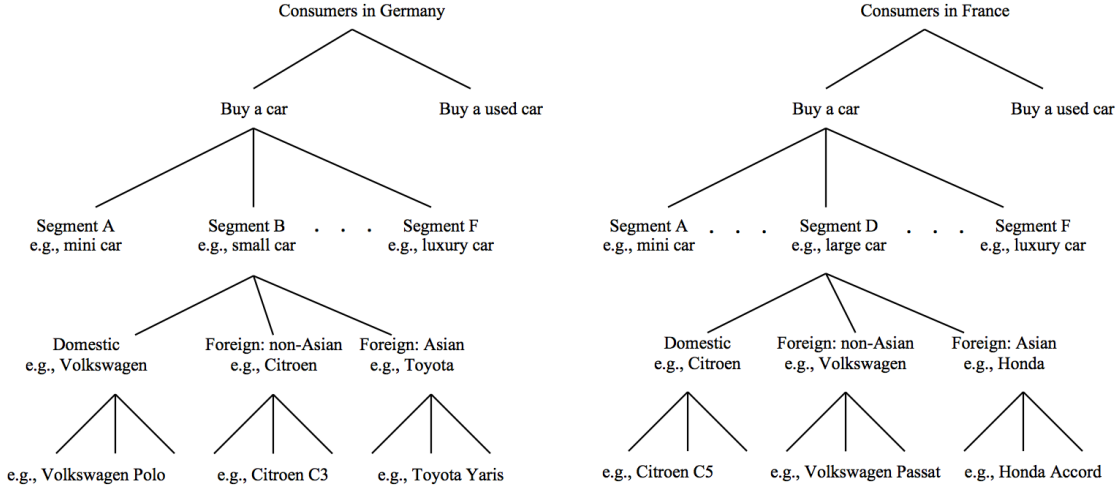 Consumers in Germany
Buy a car
Buy a used car
Segment A
e.g., mini car
Segment B
e.g., small car
. . .
Segment F
e.g., luxury car
Domestic
e.g., Volkswagen
Foreign: non-Asian
e.g., Citroen
Foreign: Asian
e.g., Toyota
e.g., Volkswagen Polo
e.g., Citroen C3
e.g., Toyota Yaris
Consumers in France
Buy a car
Buy a used car
Segment A
e.g., mini car
. . .
Segment D
e.g., large car
. . .
Segment F
e.g., luxury car
Domestic
e.g., Citroen
Foreign: non-Asian
e.g., Volkswagen
Foreign: Asian
e.g., Honda
e.g., Citroen C5
e.g., Volkswagen Passat
e.g., Honda Accord